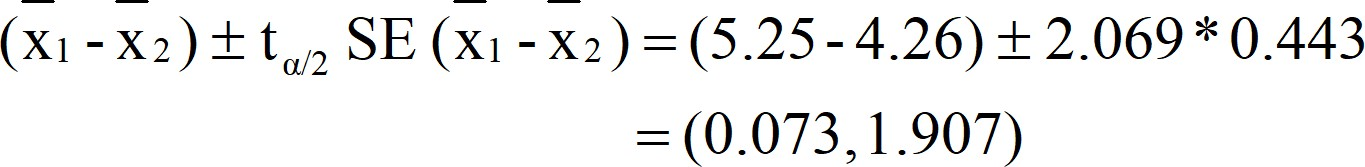 (x̄1 - x̄2) ± tα/2 SE (x̄1 - x̄2) = (5.25 - 4.26) ± 2.069 * 0.443
= (0.073, 1.907)